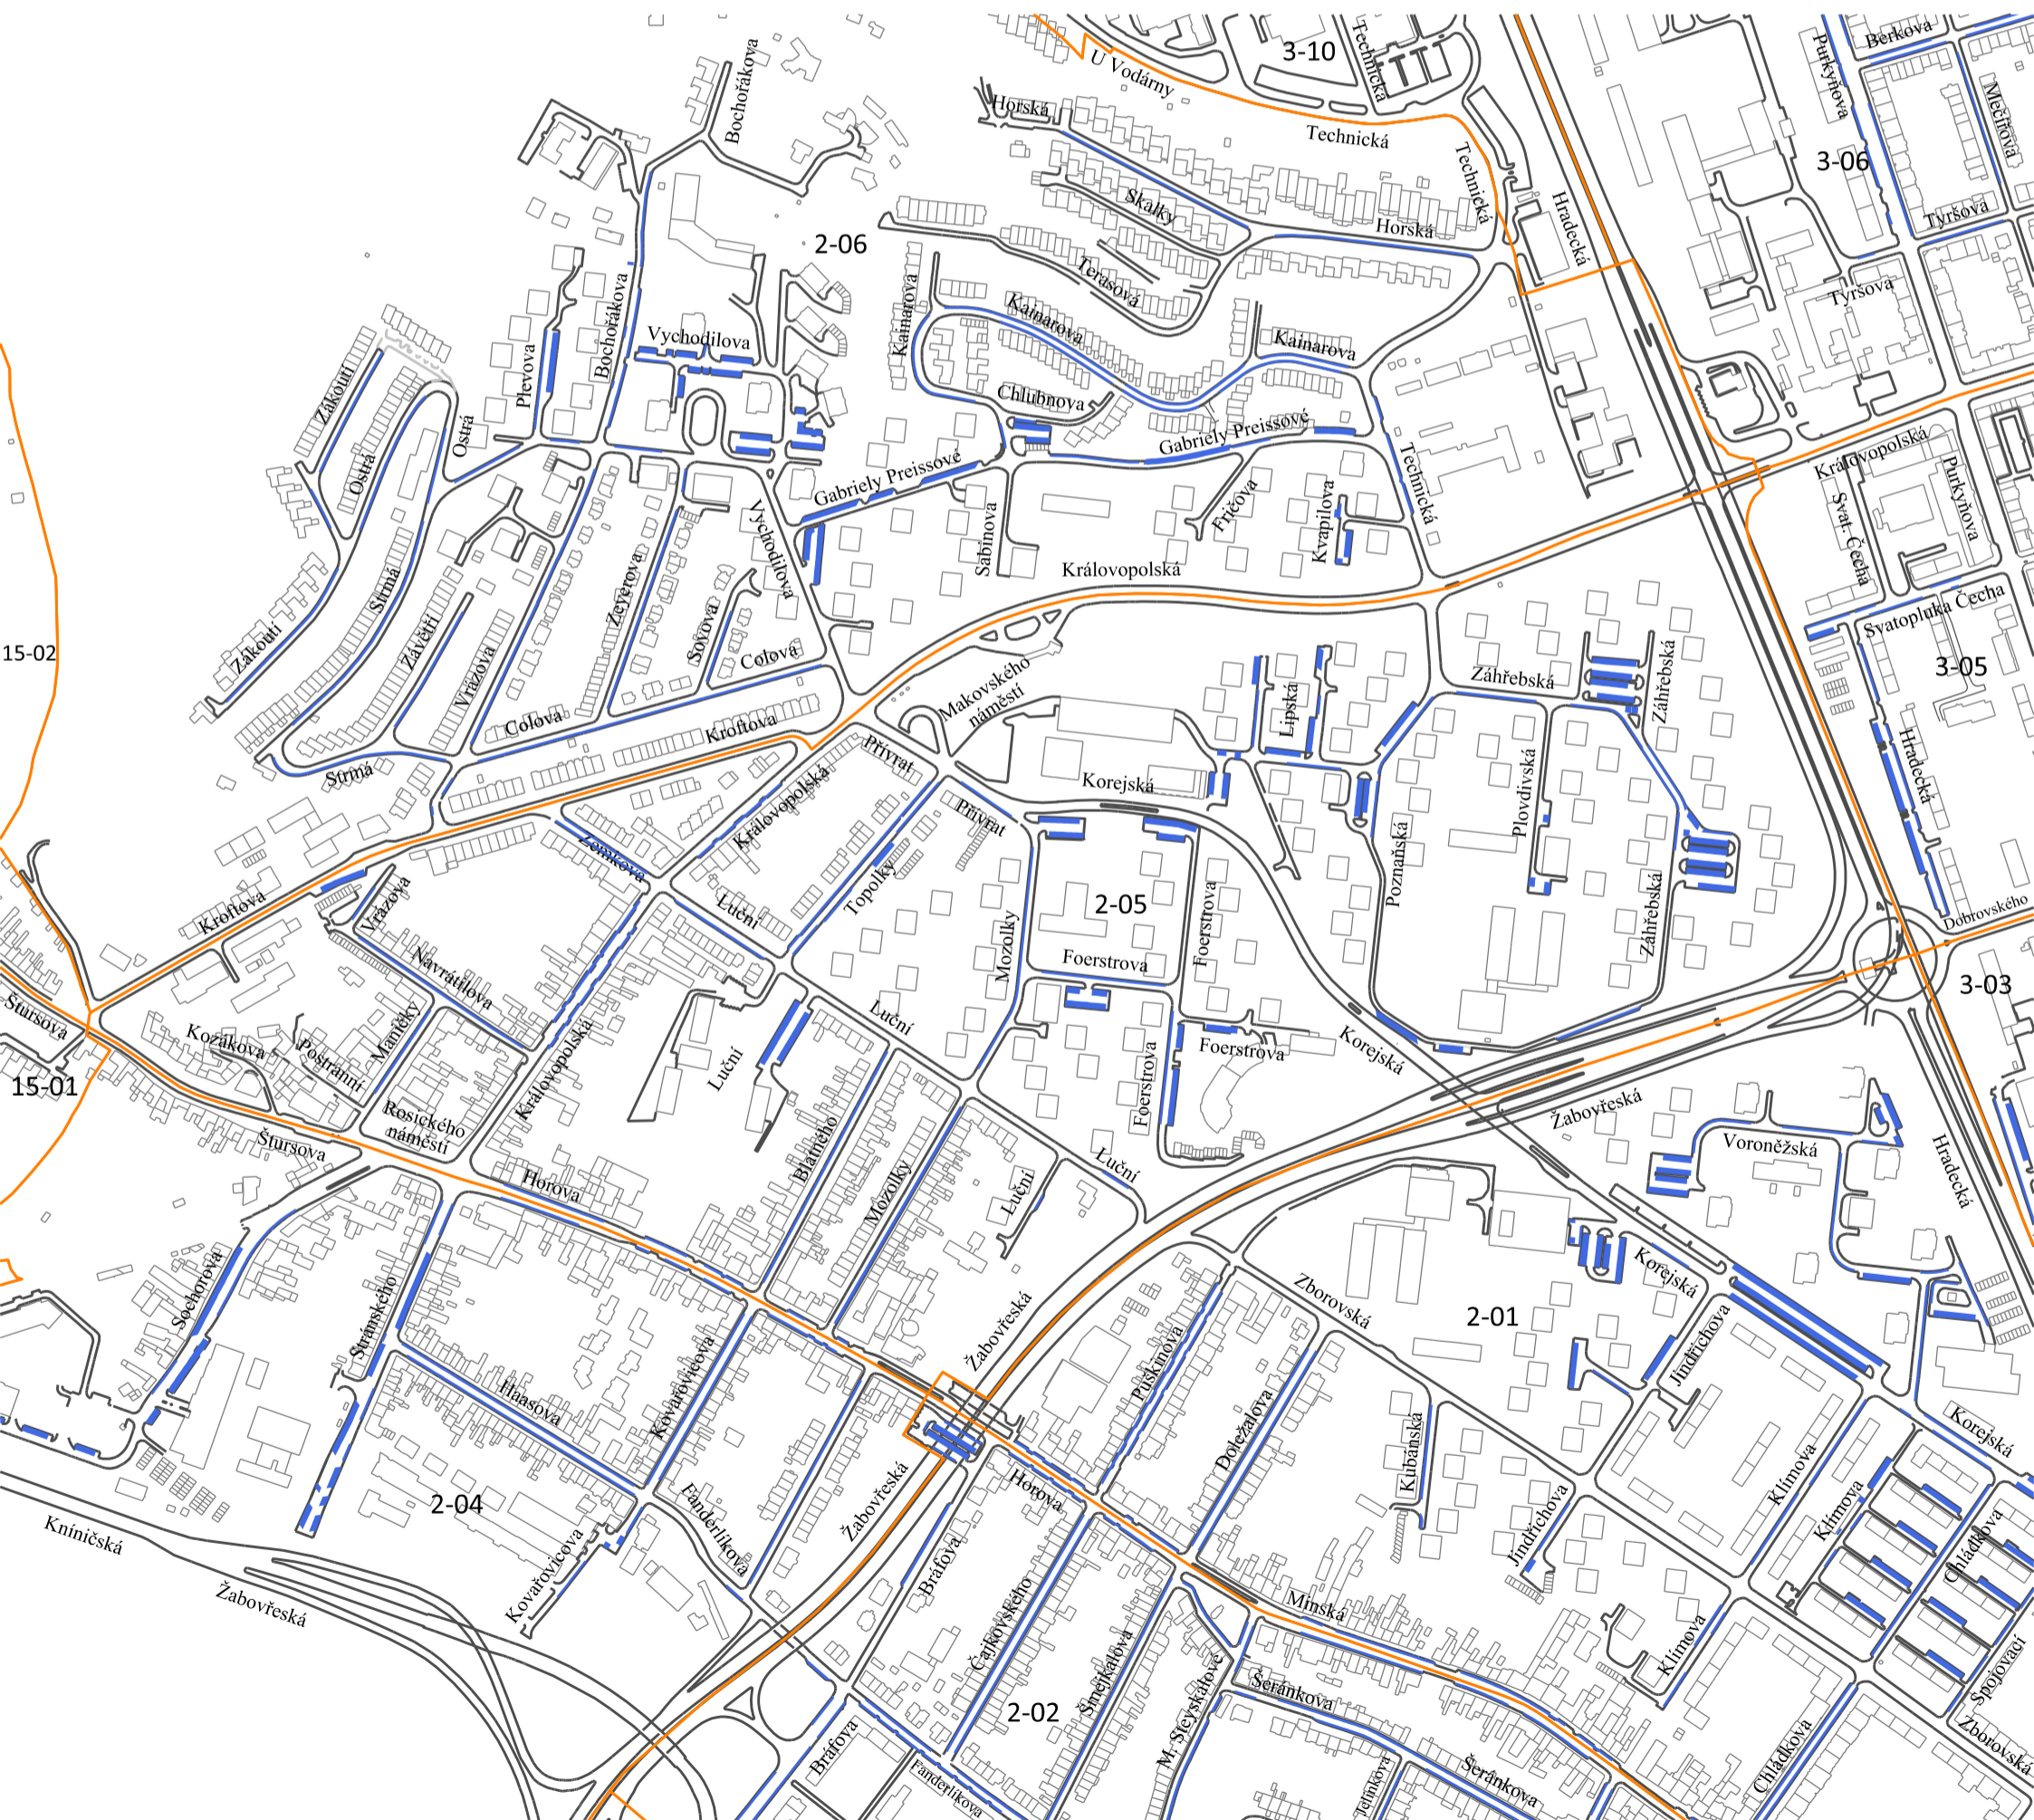 Bochořákova
U Vodárny
3-10
Technická
Technická
Technická
Horská
Purkyňova
Berkova
Mečířova
3-06
Tyršova
Tyršova
Hradecká
Skalky
Horská
Terasová
2-06
Kainarova
Kainarova
Kainarova
Bochořákova
Vychodilova
Plevova
Zákoutí
Ostrá
Ostrá
Chlubnova
Gabriely Preissové
Gabriely Preissové
Technická
Fričova
Kvapilova
Sabinova
Královopolská
Královopolská
Purkyňova
Svat. Čecha
Svatopluka Čecha
3-05
Vychodilova
Zeyerova
Sovova
Colova
Strmá
Závětří
Vrázova
Zákoutí
15-02
Colova
Kroftova
Strmá
Makovského
náměstí
Přívrat
Přívrat
Korejská
Lipská
Záhřebská
Záhřebská
Plovdivská
Poznaňská
Záhřebská
Hradecká
Dobrovského
3-03
Královopolská
Zemkova
Topolky
Luční
Mozolky
2-05
Foerstrova
Foerstrova
Foerstrova
Foerstrova
Korejská
Luční
Luční
Luční
Luční
Kroftova
Vrázova
Navrátilova
Maničky
Kozákova
Postranní
Rosického
náměstí
Královopolská
Štursova
Štursova
15-01
Horova
Blatného
Mozolky
Žabovřeská
Voroněžská
Hradecká
Sochorova
Stránského
Haasova
Kovařovicova
Žabovřeská
Zborovská
2-01
Korejská
Jindřichova
Puškinova
Doležalova
Kubánská
Klímova
Klímova
Korejská
Chládkova
Jindřichova
Horova
Žabovřeská
Fanderlíkova
2-04
Kovařovicova
Kníničská
Žabovřeská
Bráfova
Čajkovského
Šmejkalova
2-02
M. Steyskalové
Minská
Šeránkova
Šeránkova
Klímova
Spojovací
Zborovská
Chládkova
Bráfova
Fanderlíkova
Jelínkova